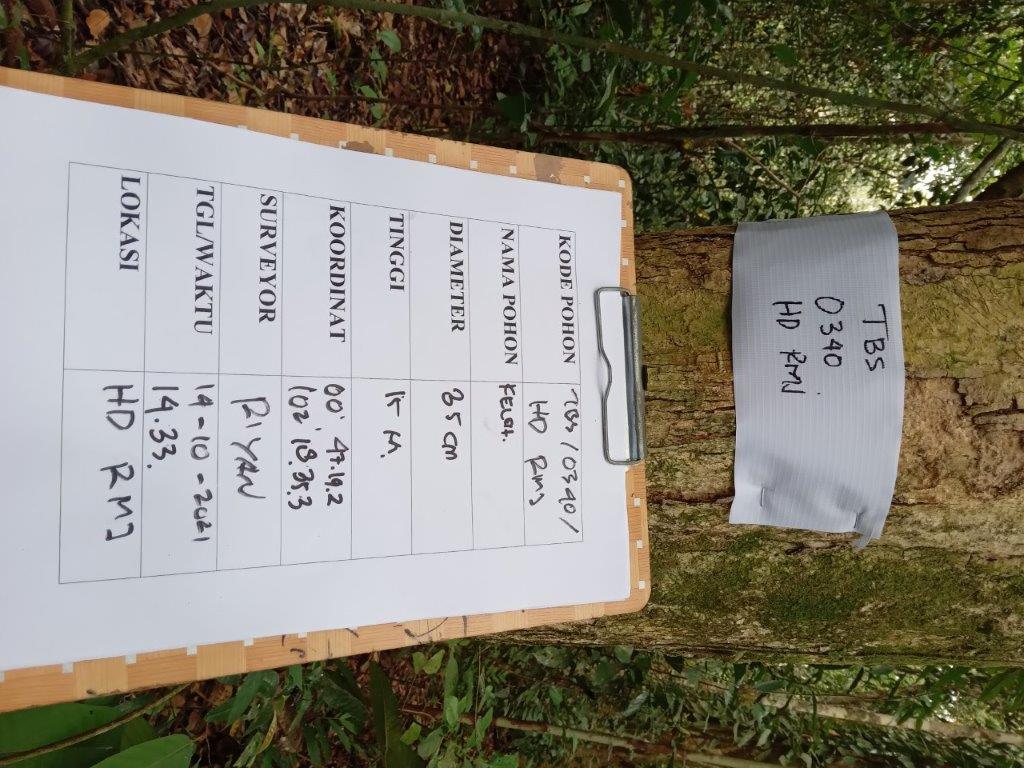 TBS
0340
HD RMJ
KODE POHON TBS/0340/
HD RMJ
NAMA POHON KELAT.
DIAMETER 35 cm
TINGGI 15 M.
KOORDINAT 00' 47.19.2
102' 18.35.3
SURVEYOR RIYAN
TGL/WAKTU 14-10-2021
14.33.
LOKASI HD RMJ